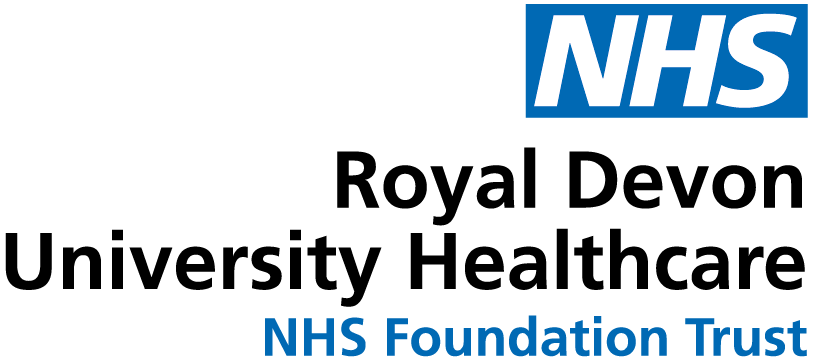 NHS
Royal Devon
University Healthcare
NHS Foundation Trust